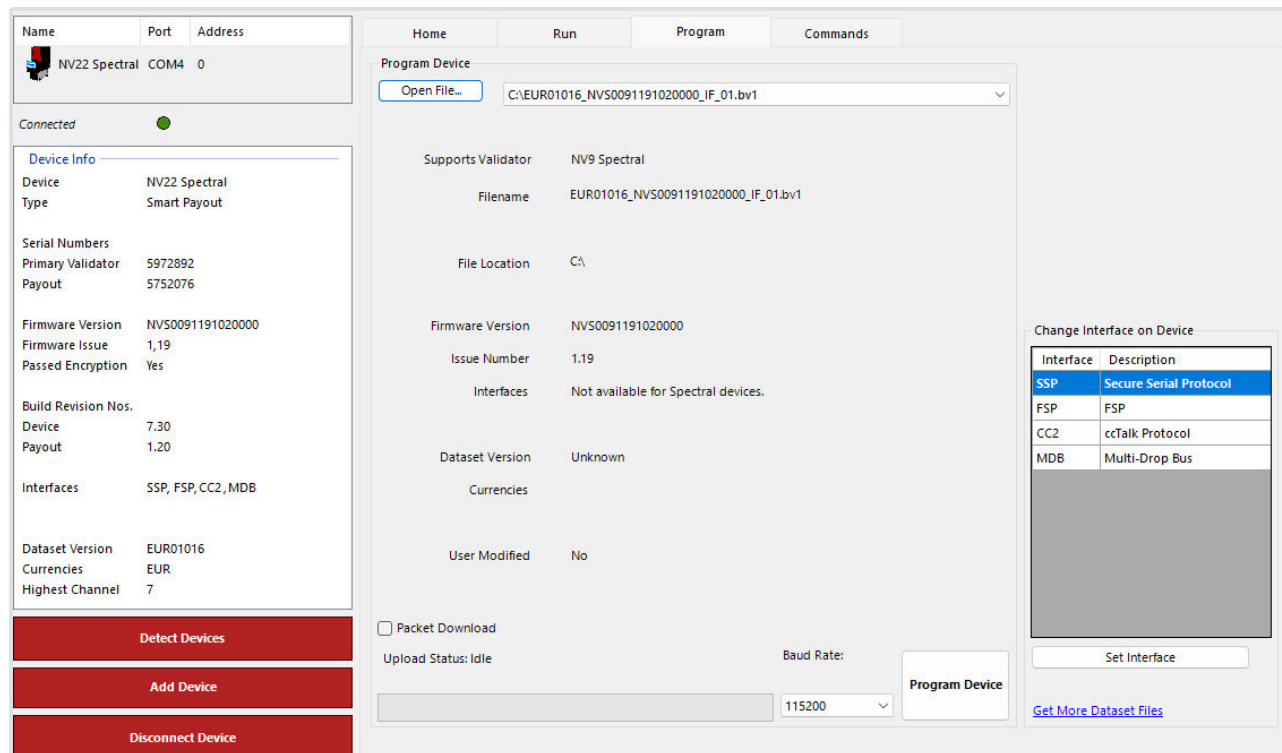 Name Port Address
NV22 Spectral COM4 0
Connected
Device Info
Device NV22 Spectral
Type Smart Payout
Serial Numbers
Primary Validator 5972892
Payout 5752076
Firmware Version NVS0091191020000
Firmware Issue 1,19
Passed Encryption Yes
Build Revision Nos.
Device 7.30
Payout 1.20
Interfaces SSP, FSP, CC2, MDB
Dataset Version EUR01016
Currencies EUR
Highest Channel 7
Detect Devices
Add Device
Disconnect Device
Home Run Program Commands
Program Device
Open File... C:\EUR01016_NVS0091191020000_IF_01.bv1
Supports Validator NV9 Spectral
Filename EUR01016_NVS0091191020000_IF_01.bv1
File Location C:\
Firmware Version NVS0091191020000
Issue Number 1.19
Interfaces Not available for Spectral devices.
Dataset Version Unknown
Currencies
User Modified No
Packet Download
Upload Status: Idle
Baud Rate:
115200
Program Device
Change Interface on Device
Interface Description
SSP Secure Serial Protocol
FSP FSP
CC2 ccTalk Protocol
MDB Multi-Drop Bus
Set Interface
Get More Dataset Files